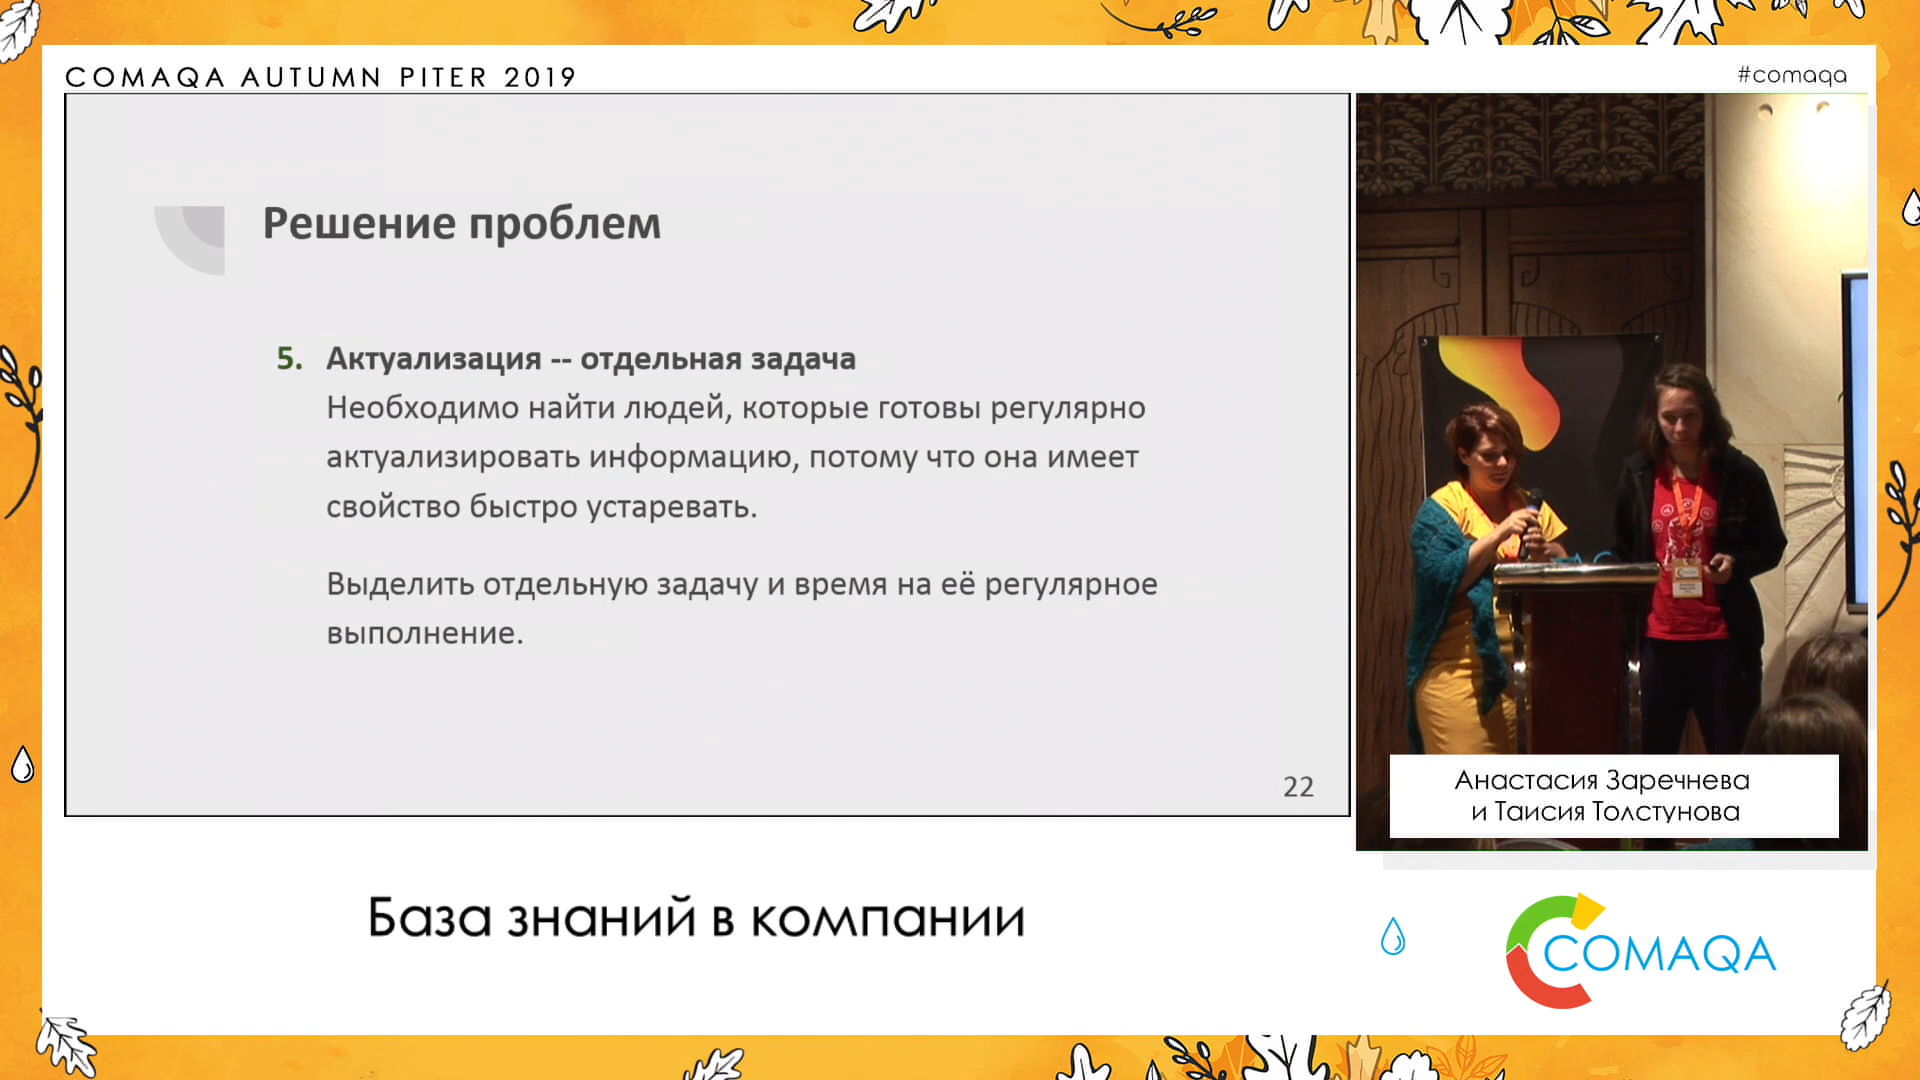 COMAQA AUTUMN PITER 2019
#comaqa
Решение проблем
5. Актуализация -- отдельная задача
Необходимо найти людей, которые готовы регулярно
актуализировать информацию, потому что она имеет
свойство быстро устаревать.
Выделить отдельную задачу и время на её регулярное
выполнение.
22
Анастасия Заречнева
и Таисия Толстунова
База знаний в компании
COMAQA